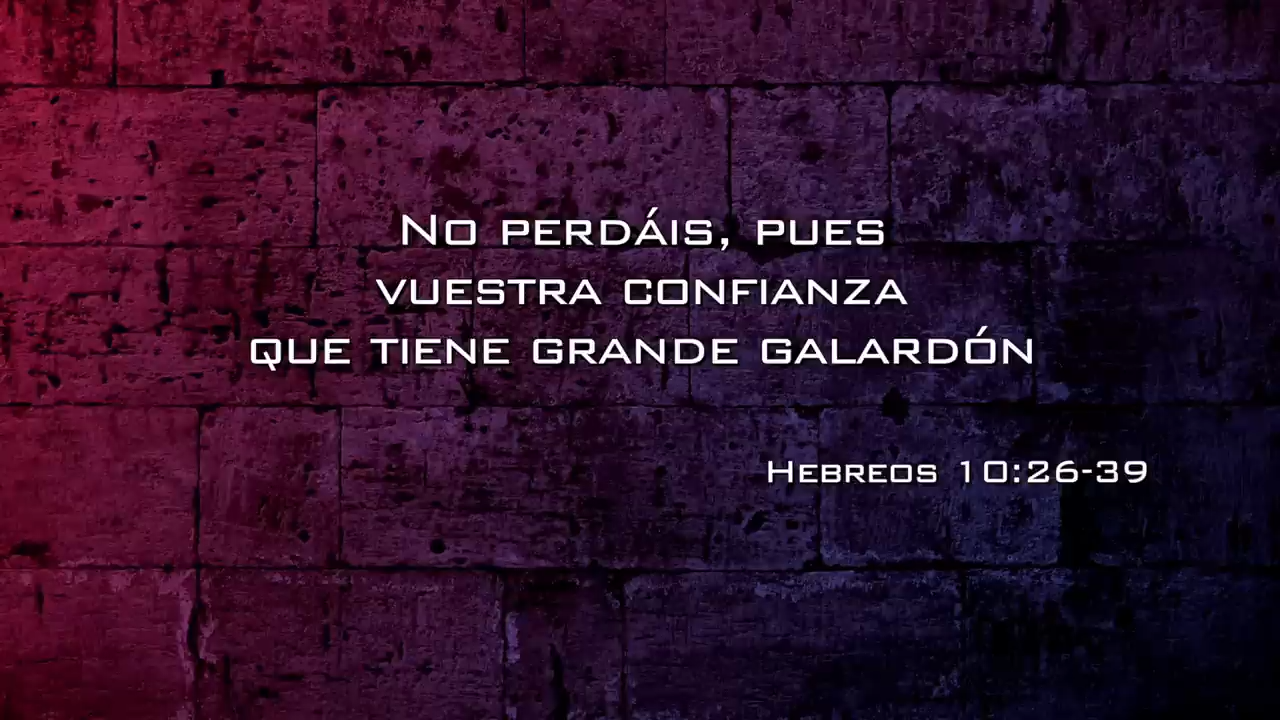 No perdáis, pues
vuestra confianza
que tiene grande galardón
Hebreos 10:26-39